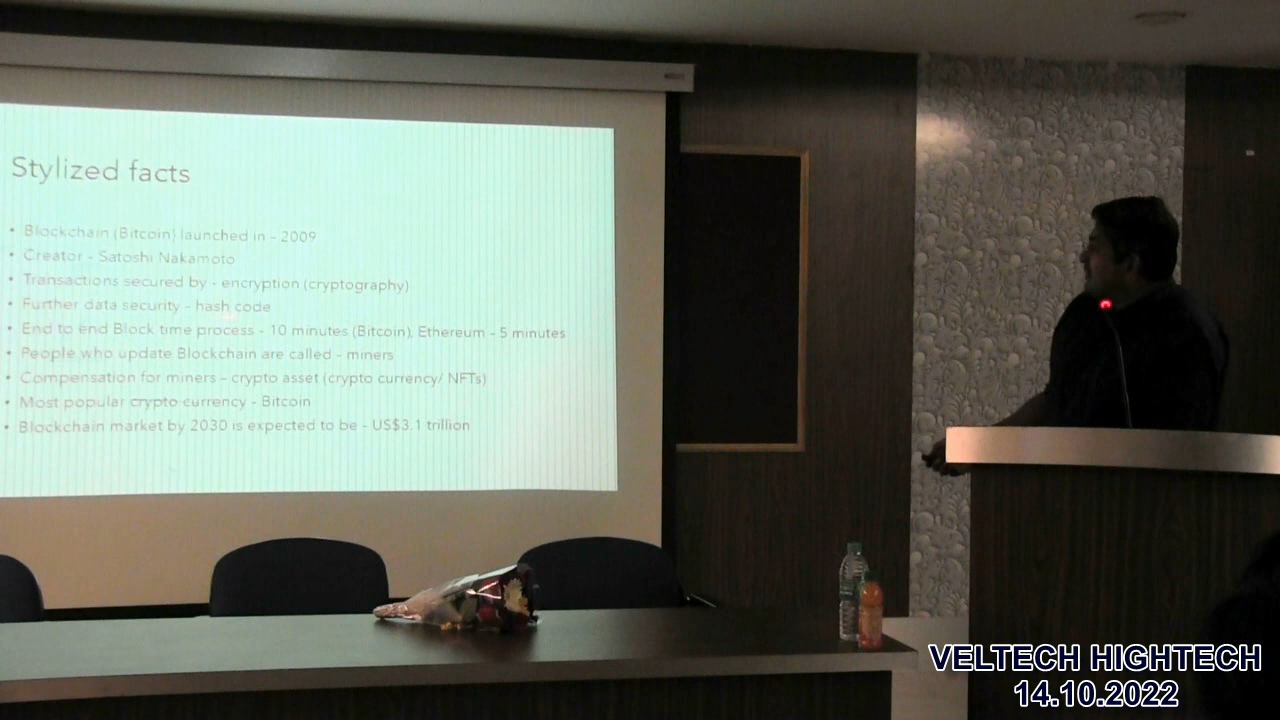 Stylized facts
• Blockchain (Bitcoin) launched in - 2009
• Creator - Satoshi Nakamoto
• Transactions secured by - encryption (cryptography)
• Further data security - hash code
• End to end Block time process - 10 minutes (Bitcoin), Ethereum - 5 minutes
• People who update Blockchain are called - miners
• Compensation for miners – crypto asset (crypto currency/ NFTs)
• Most popular crypto currency - Bitcoin
• Blockchain market by 2030 is expected to be - US$3.1 trillion
VELTECH HIGHTECH
14.10.2022